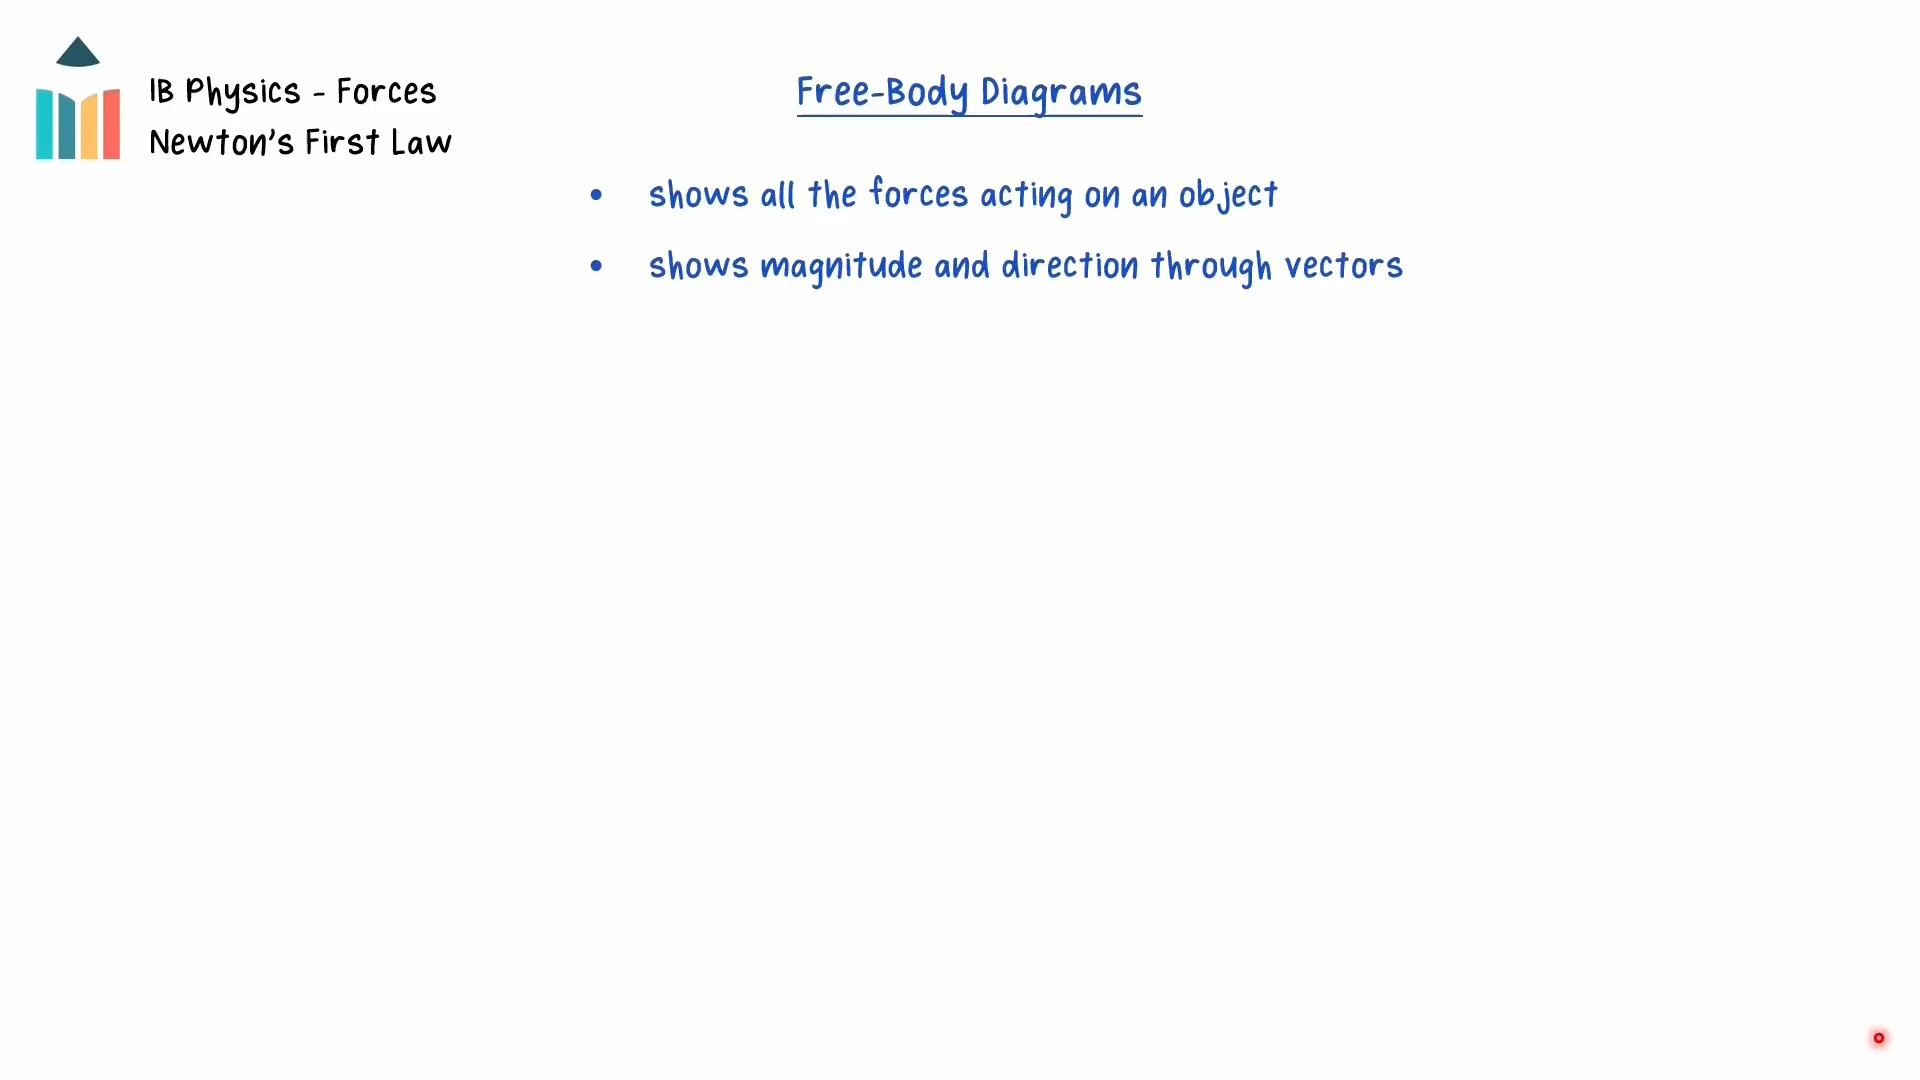 IB Physics - Forces
Newton's First Law
Free-Body Diagrams
• shows all the forces acting on an object
• shows magnitude and direction through vectors